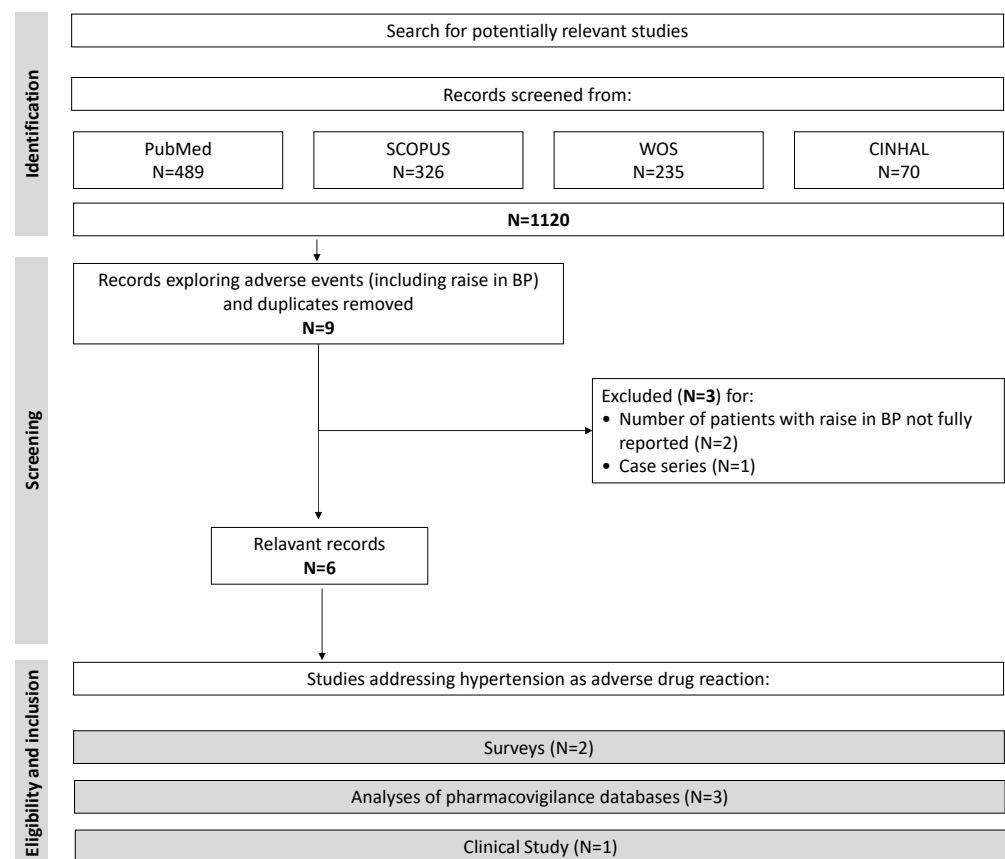 Identification
Search for potentially relevant studies
Records screened from:
PubMed
N=489
SCOPUS
N=326
WOS
N=235
CINHAL
N=70
N=1120
Screening
Records exploring adverse events (including raise in BP)
and duplicates removed
N=9
Excluded (N=3) for:
• Number of patients with raise in BP not fully
reported (N=2)
• Case series (N=1)
Relavant records
N=6
Eligibility and inclusion
Studies addressing hypertension as adverse drug reaction:
Surveys (N=2)
Analyses of pharmacovigilance databases (N=3)
Clinical Study (N=1)